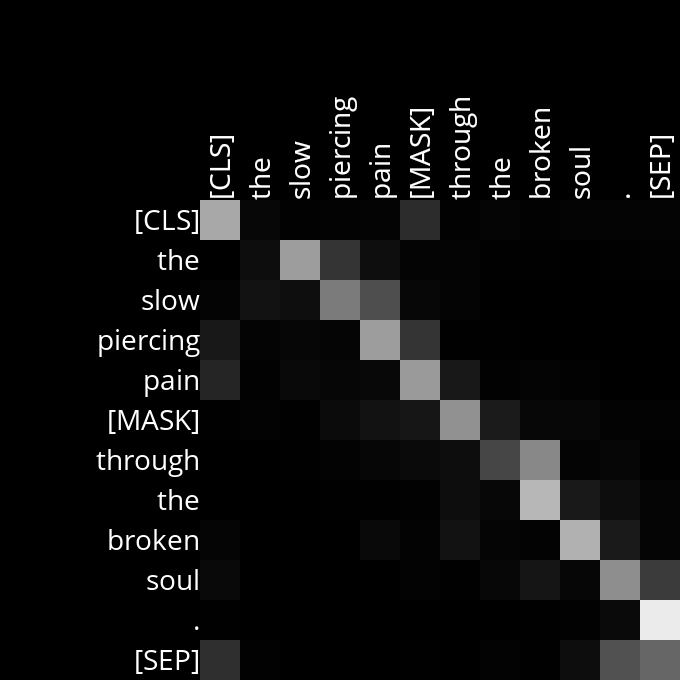 [CLS] the slow piercing pain [MASK] through the broken soul . [SEP]
[CLS]
the
slow
piercing
pain
[MASK]
through
the
broken
soul
.
[SEP]